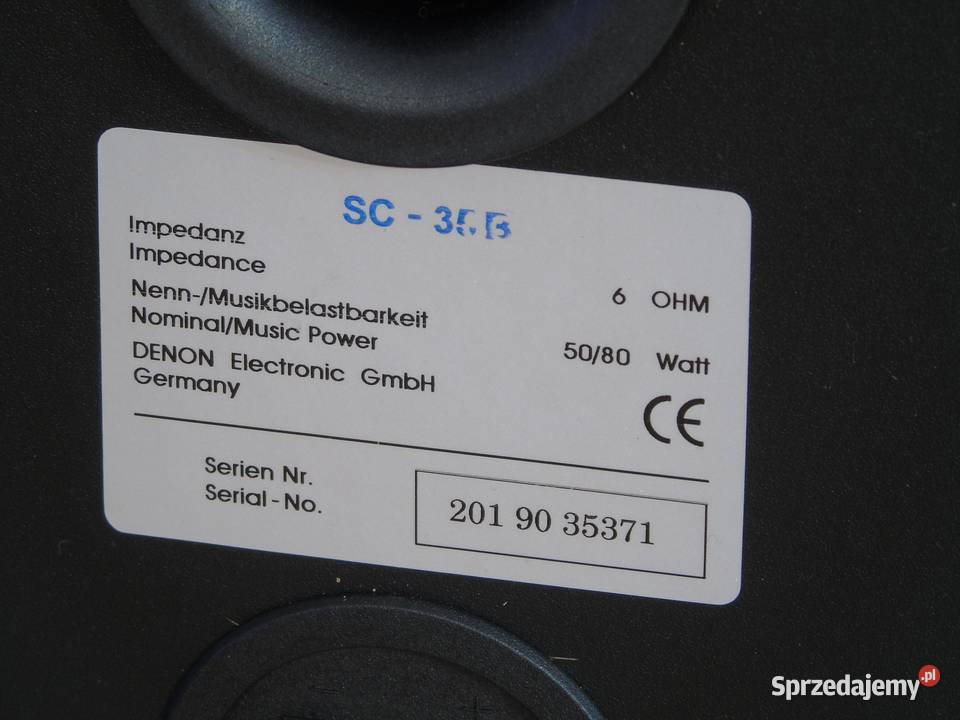 SC - 35 B
Impedanz
Impedance
6 OHM
Nenn-/Musikbelastbarkeit
Nominal/Music Power
50/80 Watt
DENON Electronic GmbH
Germany
CE
Serien Nr.
Serial-No.
201 90 35371
Sprzedajemy.pl